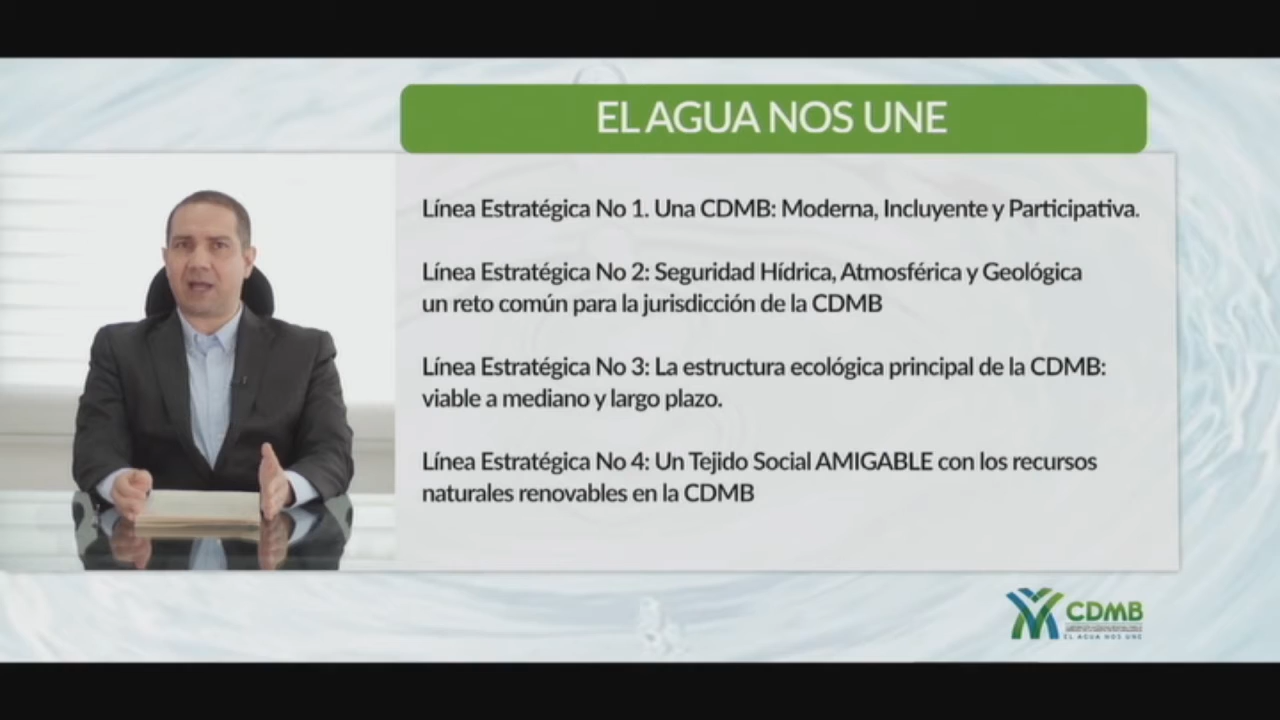 EL AGUA NOS UNE
Línea Estratégica No 1. Una CDMB: Moderna, Incluyente y Participativa.
Línea Estratégica No 2: Seguridad Hídrica, Atmosférica y Geológica
un reto común para la jurisdicción de la CDMB
Línea Estratégica No 3: La estructura ecológica principal de la CDMB:
viable a mediano y largo plazo.
Línea Estratégica No 4: Un Tejido Social AMIGABLE con los recursos
naturales renovables en la CDMB
CDMB
EL AGUA NOS UNE